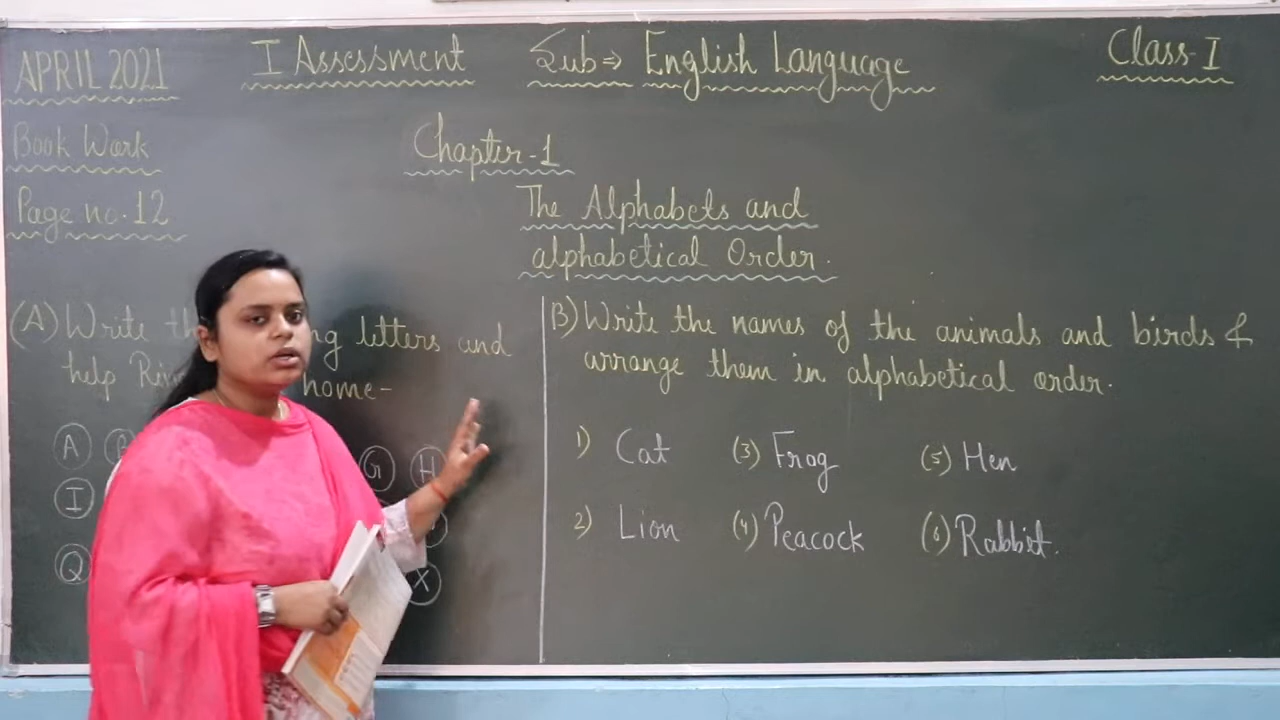 APRIL 2021
I Assessment
Sub ⇒ English Language
Class-I
Book Work
Page no. 12
Chapter-1
The Alphabets and
alphabetical Order.
(A) Write letters and
help home-
A B G H
I
Q X
B) Write the names of the animals and birds &
arrange them in alphabetical order.
1) Cat (3) Frog (5) Hen
2) Lion (4) Peacock (6) Rabbit.